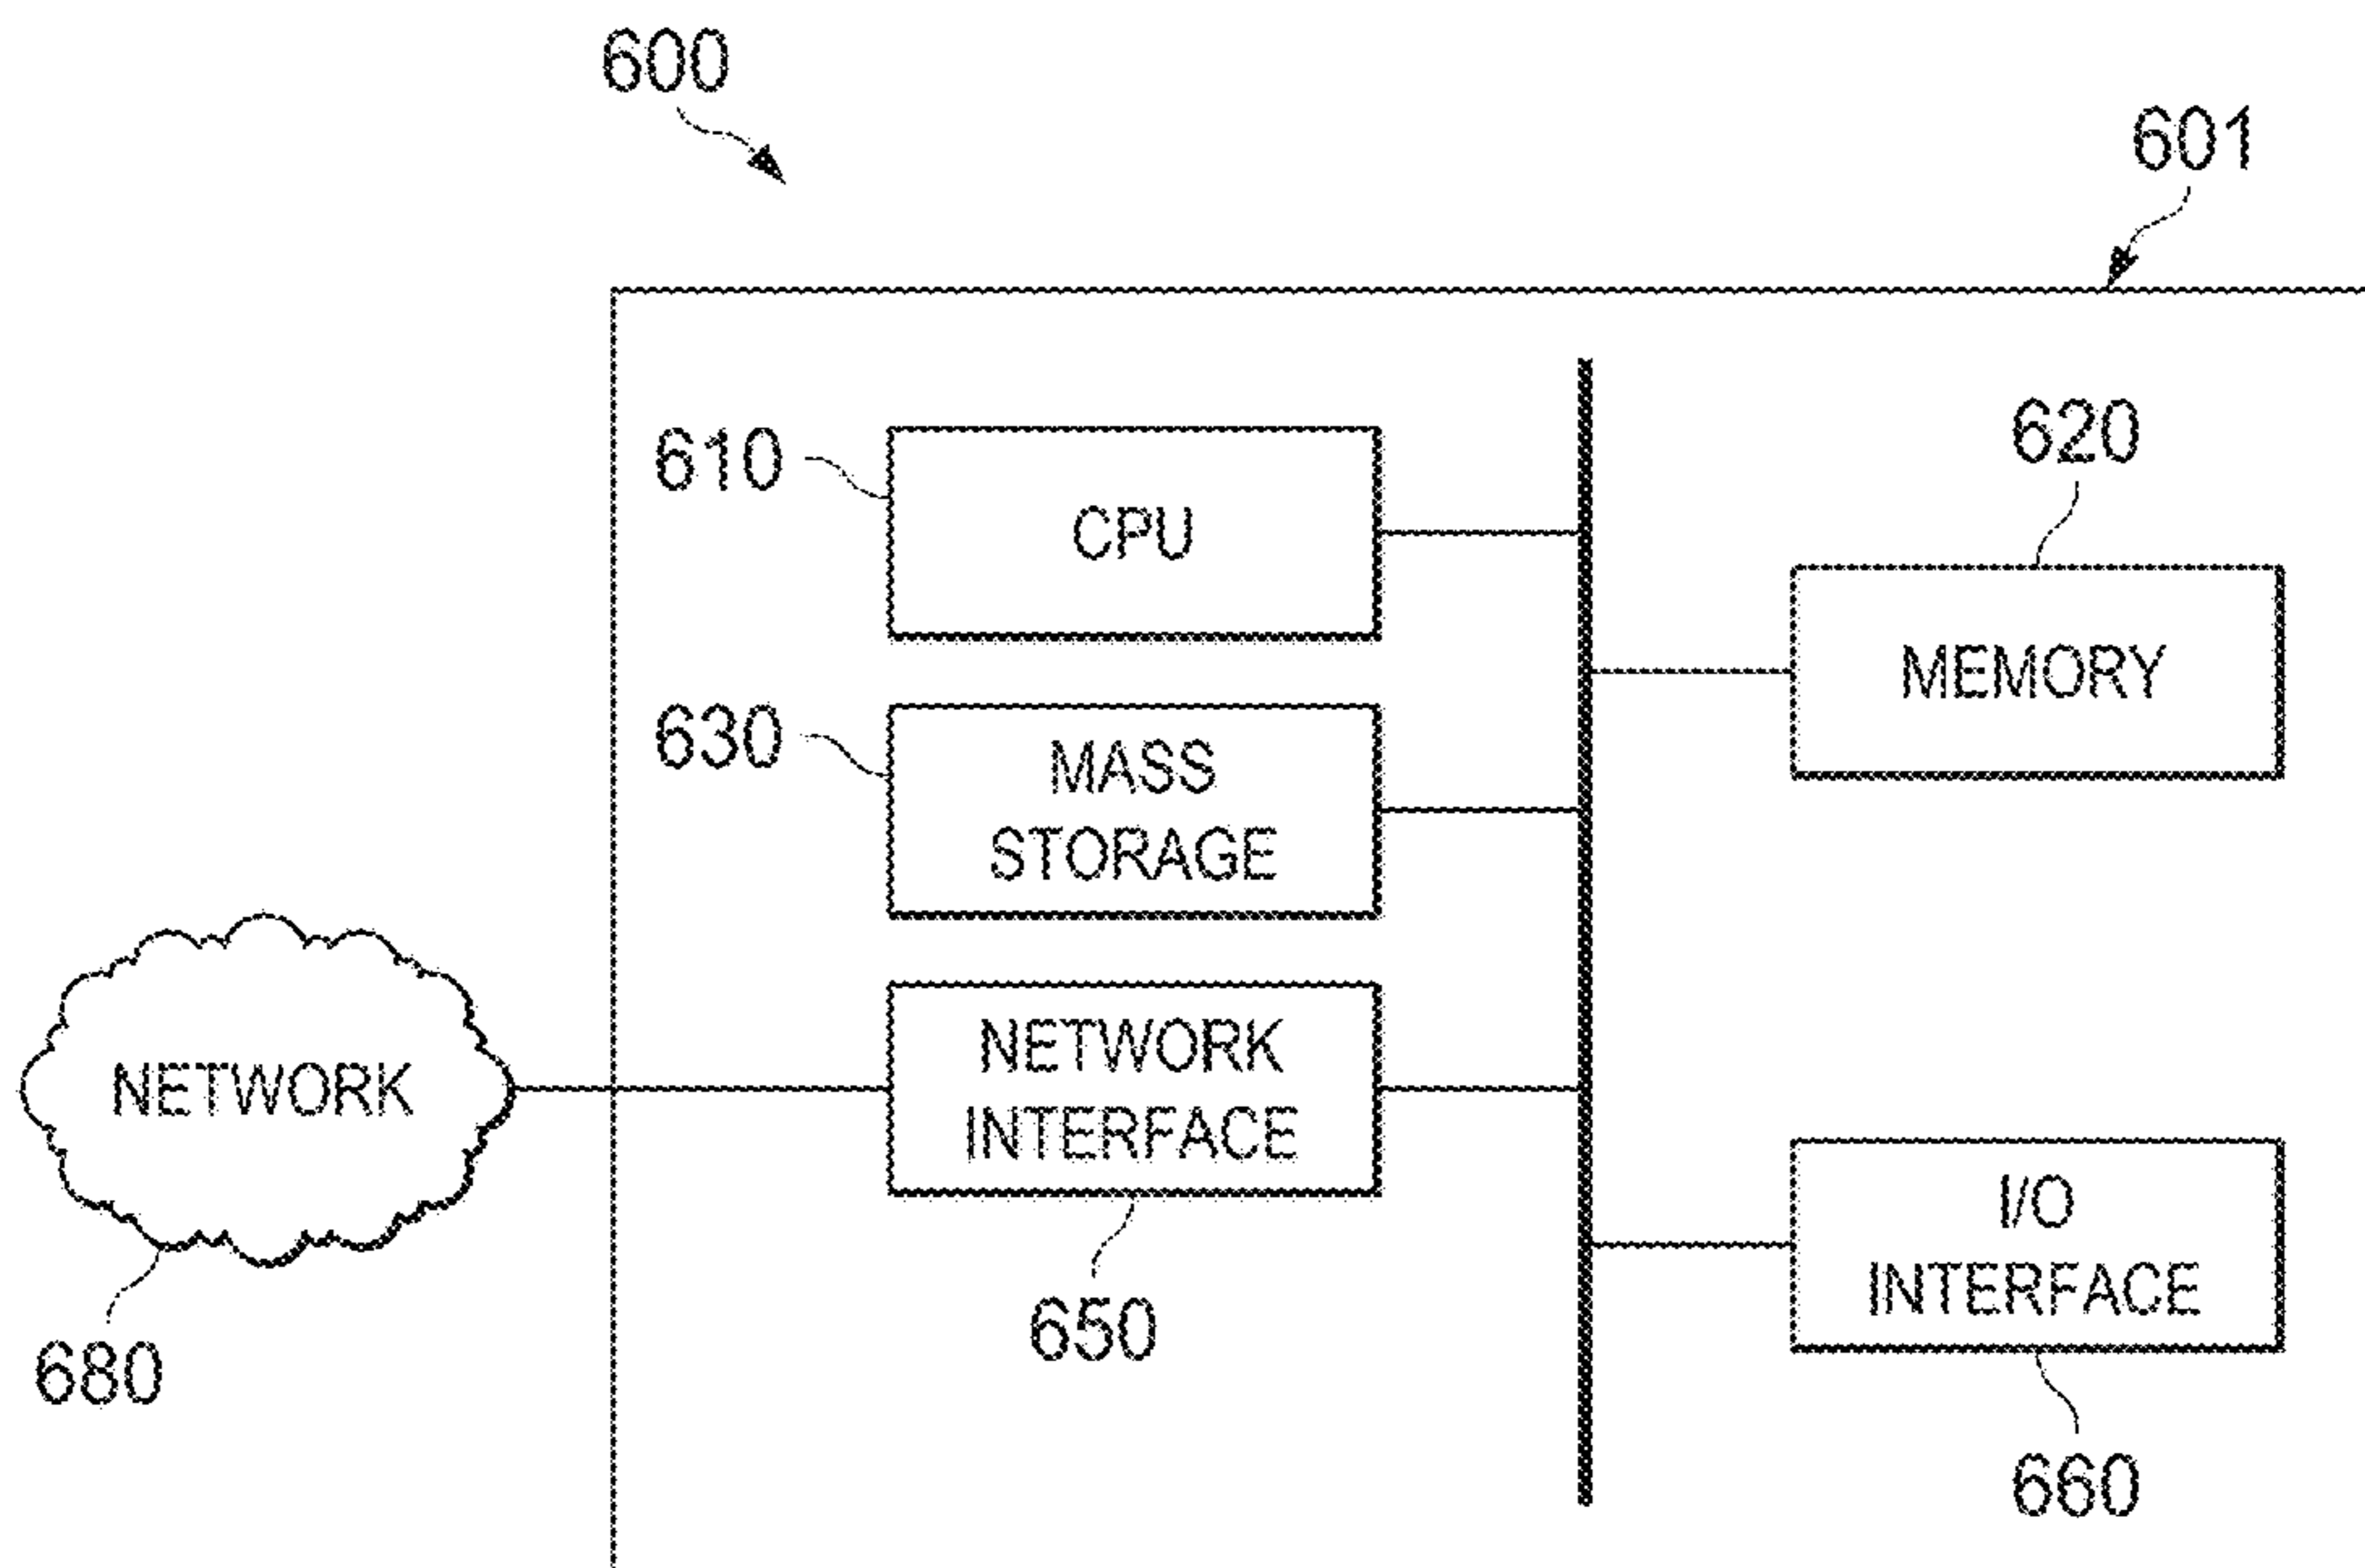 600
601
610
CPU
620
MEMORY
630
MASS
STORAGE
NETWORK
NETWORK
INTERFACE
I/O
INTERFACE
680
650
660